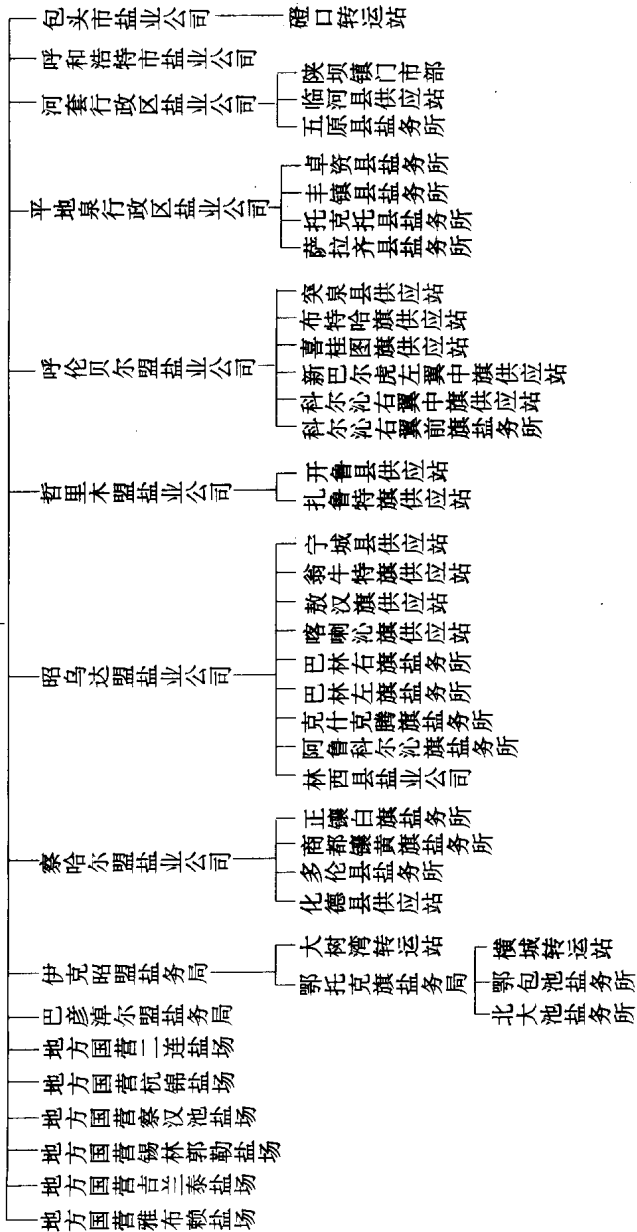 包头市盐业公司
磴口转运站
呼和浩特市盐业公司
河套行政区盐业公司
陕坝镇门市部
临河县供应站
五原县盐务所
平地泉行政区盐业公司
卓资县盐务所
丰镇县盐务所
托克托县盐务所
萨拉齐县盐务所
呼伦贝尔盟盐业公司
突泉县供应站
布特哈旗供应站
喜桂图旗供应站
新巴尔虎左翼中旗供应站
科尔沁右翼中旗供应站
科尔沁右翼前旗盐务所
哲里木盟盐业公司
开鲁县供应站
扎鲁特旗供应站
昭乌达盟盐业公司
宁城县供应站
翁牛特旗供应站
敖汉旗供应站
喀喇沁旗供应站
巴林右旗盐务所
巴林左旗盐务所
克什克腾旗盐务所
阿鲁科尔沁旗盐务所
林西县盐业公司
察哈尔盟盐业公司
正镶白旗盐务所
商都镶黄旗盐务所
多伦县盐务所
化德县供应站
伊克昭盟盐务局
大树湾转运站
鄂托克旗盐务局
横城转运站
鄂包池盐务所
北大池盐务所
巴彦淖尔盟盐务局
地方国营二连盐场
地方国营杭锦盐场
地方国营察汉池盐场
地方国营锡林郭勒盐场
地方国营吉兰泰盐场
地方国营雅布赖盐场